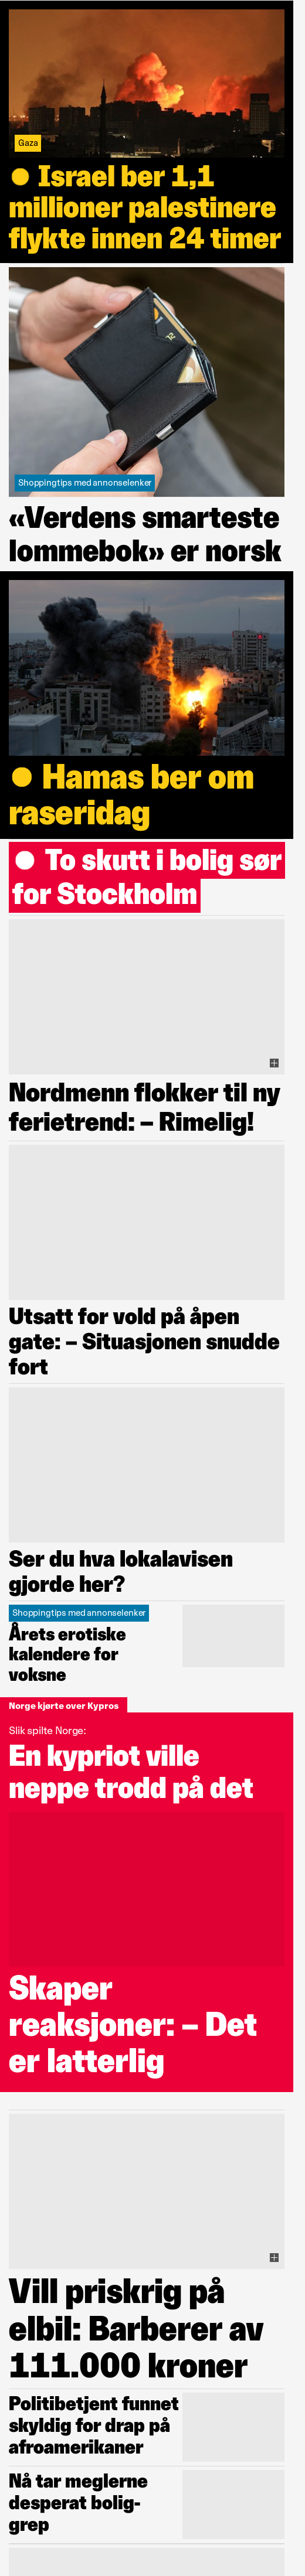 Gaza
● Israel ber 1,1
millioner palestinere
flykte innen 24 timer
Shoppingtips med annonselenker
«Verdens smarteste
lommebok» er norsk
● Hamas ber om
raseridag
● To skutt i bolig sør
for Stockholm
Nordmenn flokker til ny
ferietrend: – Rimelig!
Utsatt for vold på åpen
gate: – Situasjonen snudde
fort
Ser du hva lokalavisen
gjorde her?
Shoppingtips med annonselenker
Årets erotiske
kalendere for
voksne
Norge kjørte over Kypros
Slik spilte Norge:
En kypriot ville
neppe trodd på det
Skaper
reaksjoner: – Det
er latterlig
Vill priskrig på
elbil: Barberer av
111.000 kroner
Politibetjent funnet
skyldig for drap på
afroamerikaner
Nå tar meglerne
desperat bolig-
grep